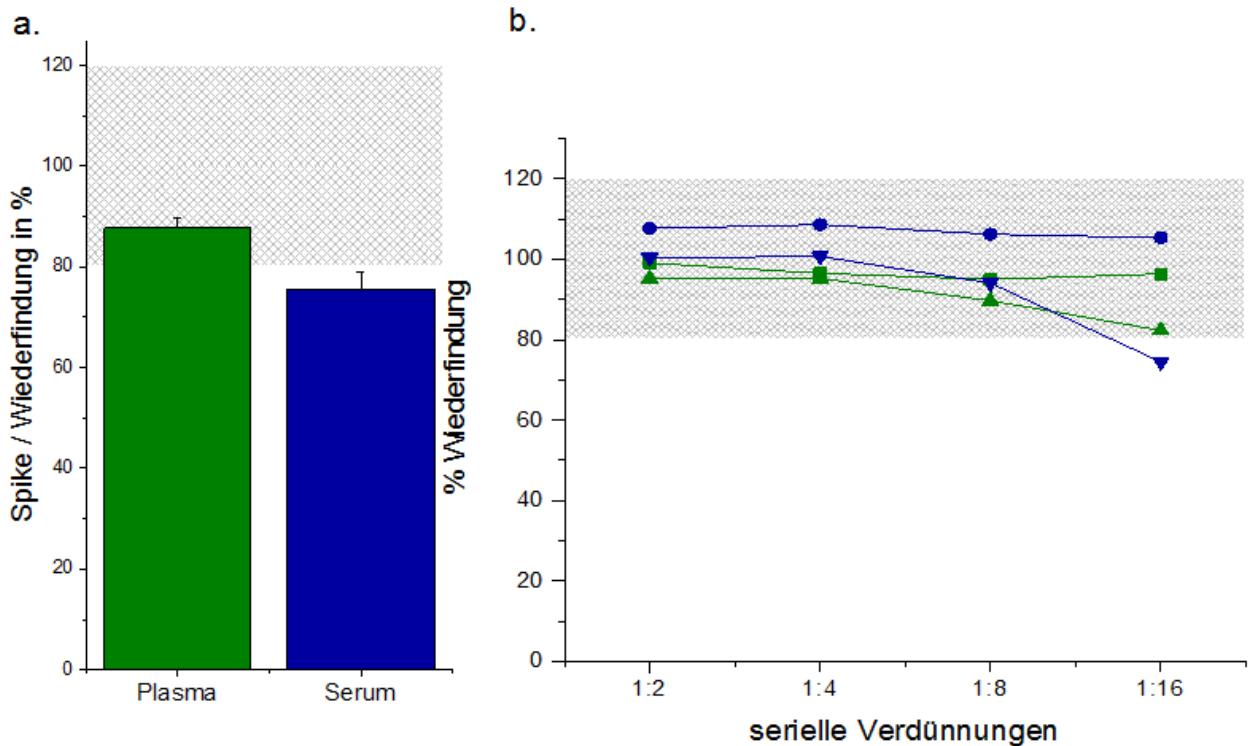 a.
Spike / Wiederfindung in %
120
100
80
60
40
20
0
Plasma Serum
b.
% Wiederfindung
120
100
80
60
40
20
0
1:2 1:4 1:8 1:16
serielle Verdünnungen